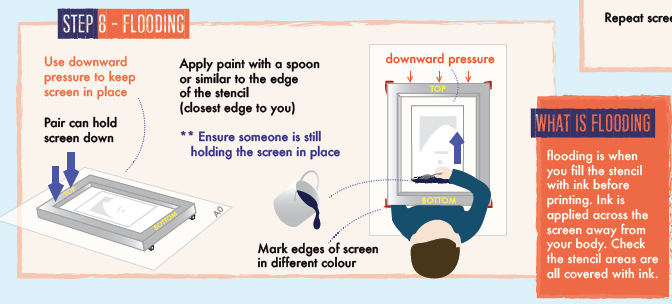 STEP 8 - FLOODING
Use downward
pressure to keep
screen in place
Pair can hold
screen down
TOP
BOTTOM
A0
Apply paint with a spoon
or similar to the edge
of the stencil
(closest edge to you)
** Ensure someone is still
holding the screen in place
Mark edges of screen
in different colour
downward pressure
TOP
BOTTOM
Repeat scree
WHAT IS FLOODING
flooding is when
you fill the stencil
with ink before
printing. Ink is
applied across the
screen away from
your body. Check
the stencil areas are
all covered with ink.